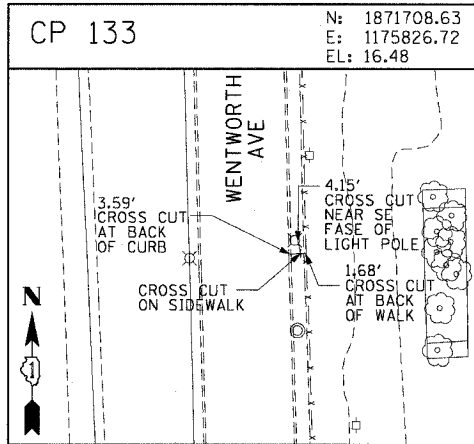 CP 133
N: 1871708.63
E: 1175826.72
EL: 16.48
WENTWORTH
AVE
3.59'
CROSS CUT
AT BACK
OF CURB
4.15'
CROSS CUT
NEAR SE
FASE OF
LIGHT POLE
CROSS CUT
ON SIDEWALK
1.68'
CROSS CUT
AT BACK
OF WALK
N
1